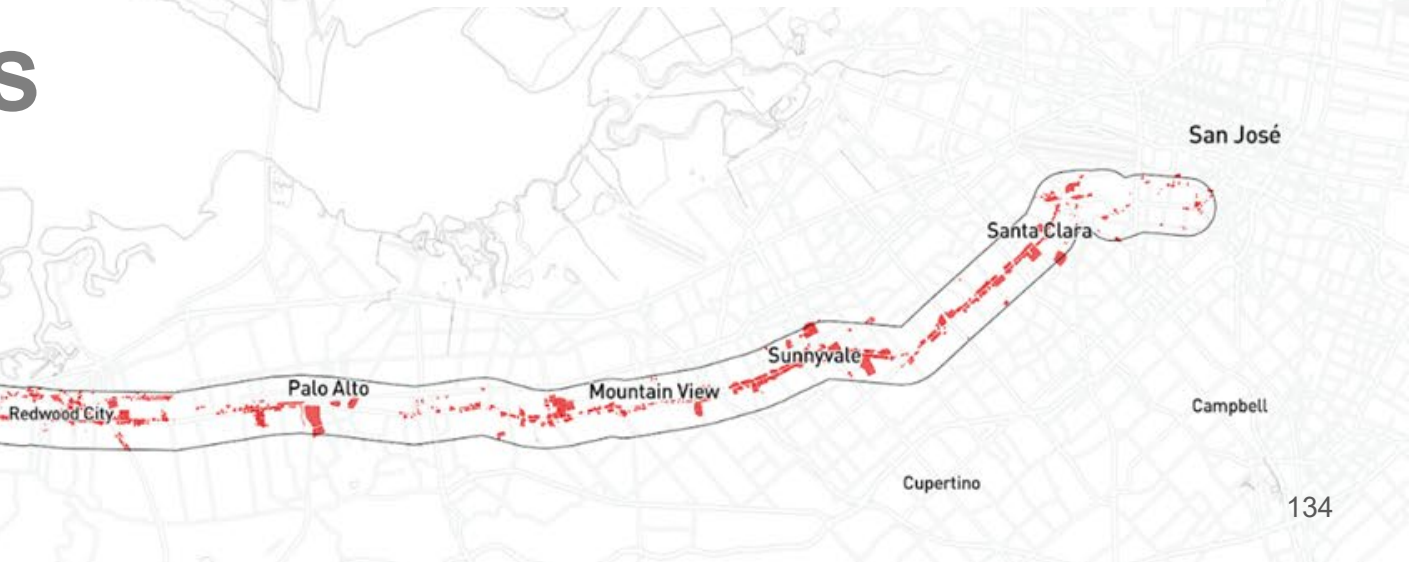 s
San José
Santa Clara
Sunnyvale
Palo Alto
Mountain View
Redwood City
Campbell
Cupertino
134